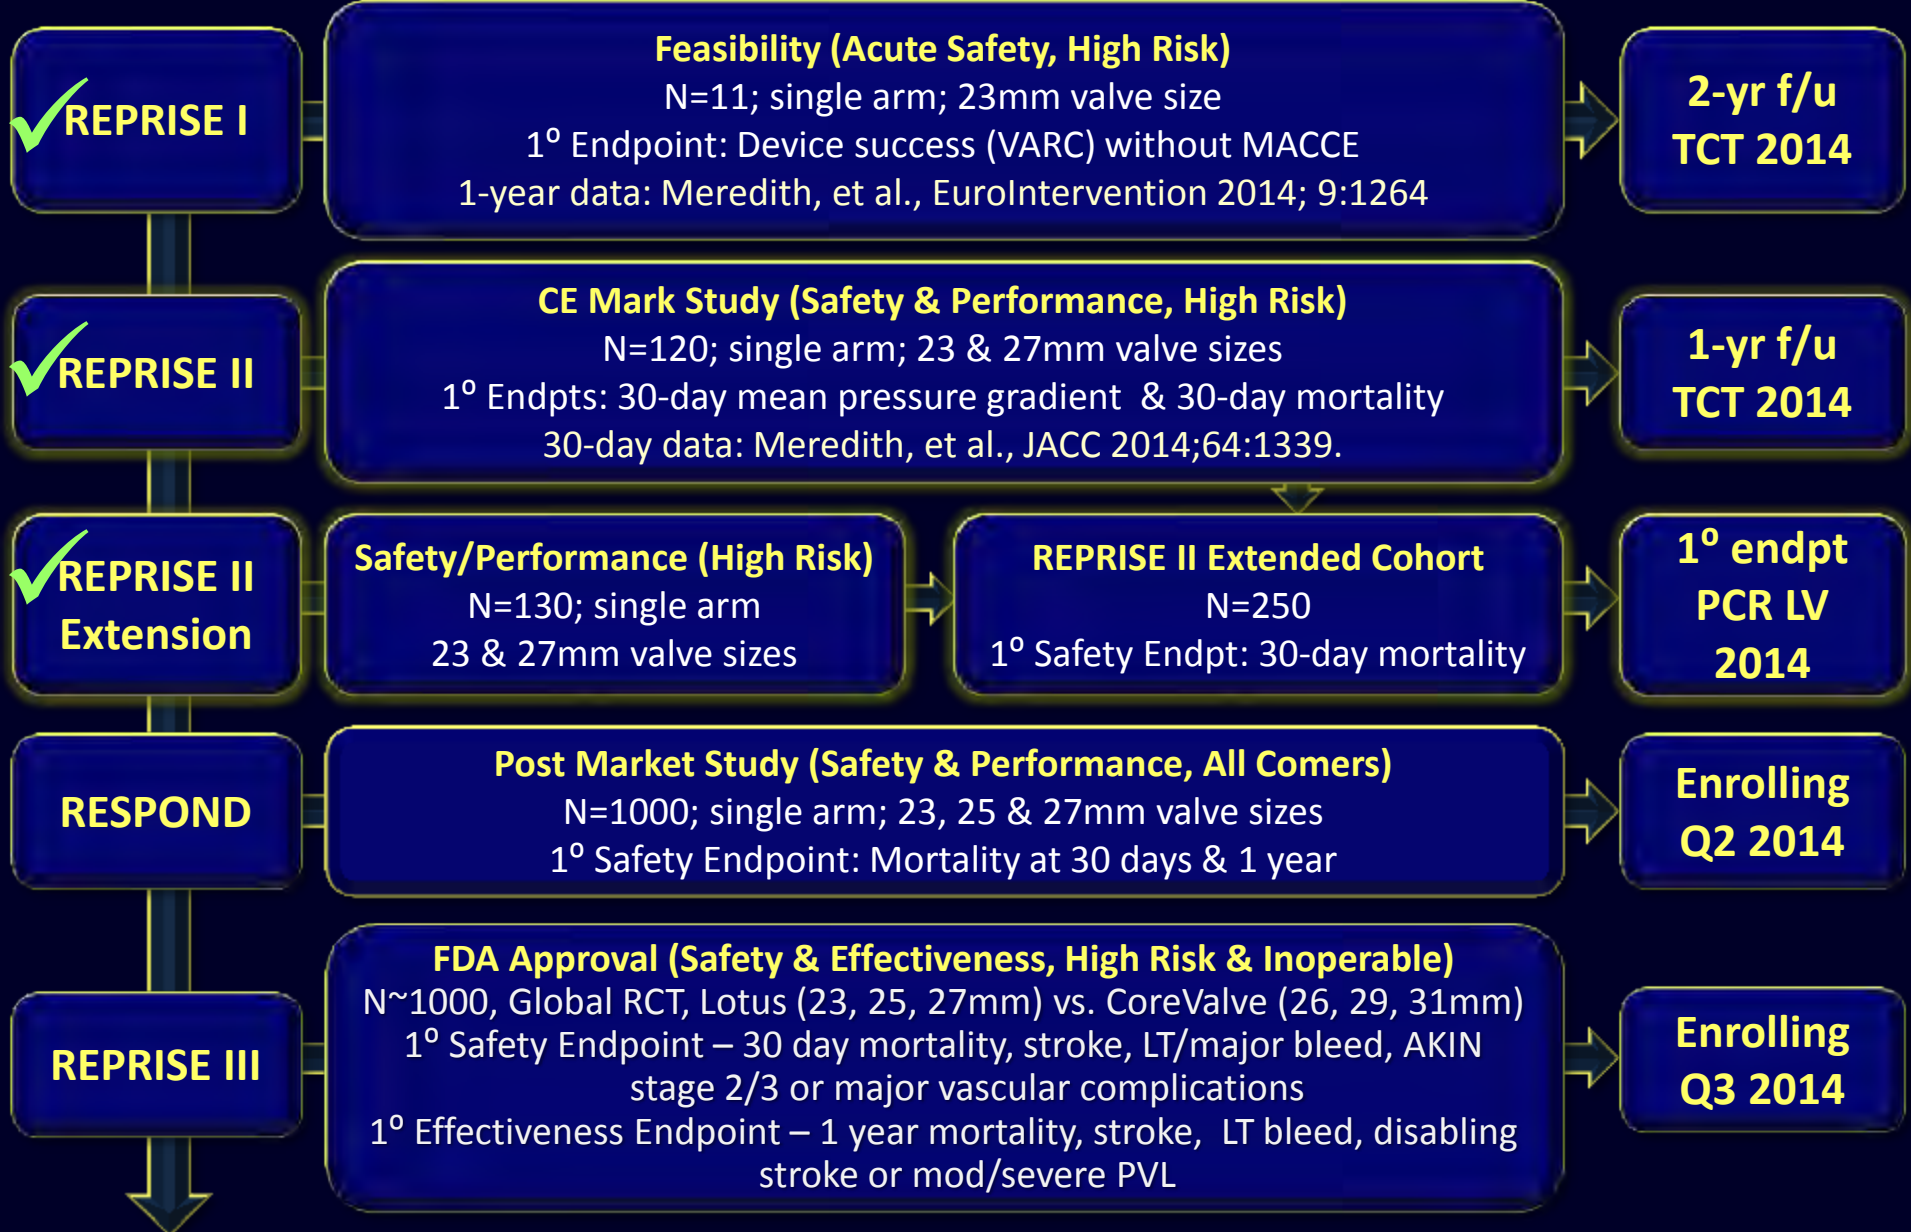 REPRISE I
Feasibility (Acute Safety, High Risk)
N=11; single arm; 23mm valve size
1⁰ Endpoint: Device success (VARC) without MACCE
1-year data: Meredith, et al., EuroIntervention 2014; 9:1264
2-yr f/u
TCT 2014
REPRISE II
CE Mark Study (Safety & Performance, High Risk)
N=120; single arm; 23 & 27mm valve sizes
1⁰ Endpts: 30-day mean pressure gradient & 30-day mortality
30-day data: Meredith, et al., JACC 2014;64:1339.
1-yr f/u
TCT 2014
REPRISE II
Extension
Safety/Performance (High Risk)
N=130; single arm
23 & 27mm valve sizes
REPRISE II Extended Cohort
N=250
1⁰ Safety Endpt: 30-day mortality
1⁰ endpt
PCR LV
2014
RESPOND
Post Market Study (Safety & Performance, All Comers)
N=1000; single arm; 23, 25 & 27mm valve sizes
1⁰ Safety Endpoint: Mortality at 30 days & 1 year
Enrolling
Q2 2014
REPRISE III
FDA Approval (Safety & Effectiveness, High Risk & Inoperable)
N~1000, Global RCT, Lotus (23, 25, 27mm) vs. CoreValve (26, 29, 31mm)
1⁰ Safety Endpoint – 30 day mortality, stroke, LT/major bleed, AKIN
stage 2/3 or major vascular complications
1⁰ Effectiveness Endpoint – 1 year mortality, stroke, LT bleed, disabling
stroke or mod/severe PVL
Enrolling
Q3 2014